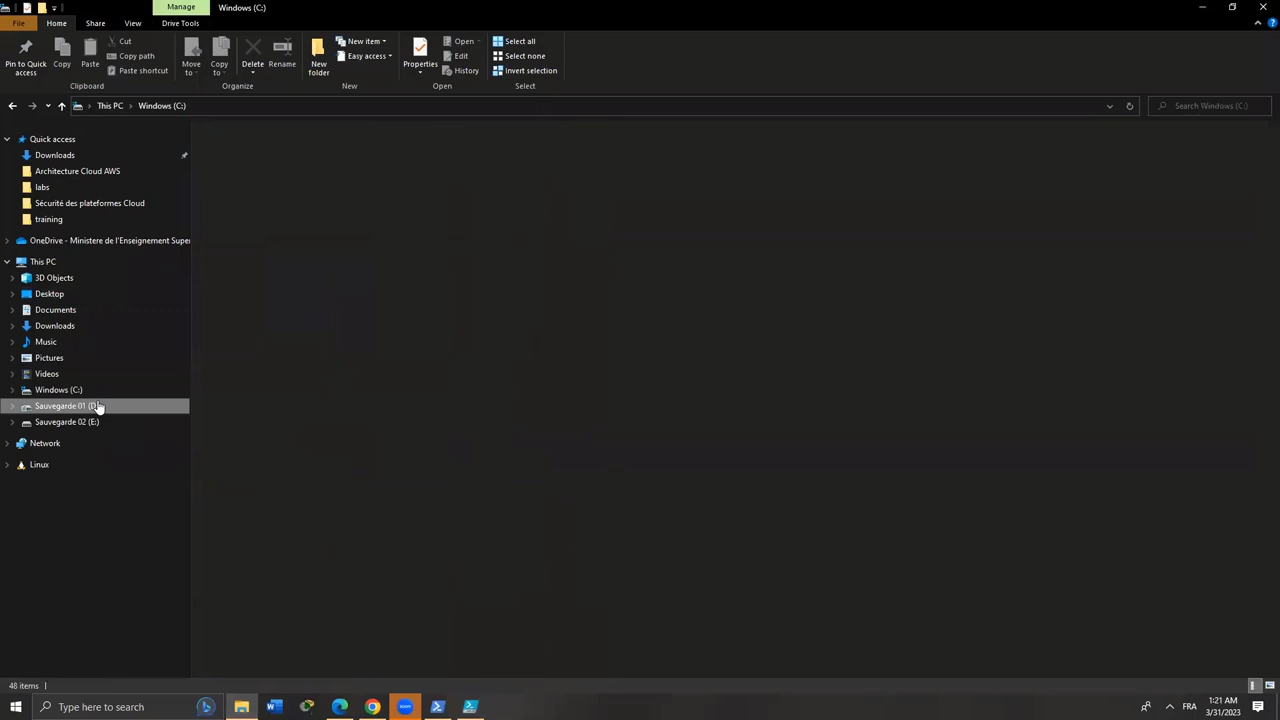 Manage
Windows (C:)
File
Home
Share
View
Drive Tools
Pin to Quick access
Copy
Paste
Cut
Copy path
Paste shortcut
Clipboard
Move to
Copy to
Delete
Rename
Organize
New folder
New item
Easy access
New
Properties
Open
Edit
History
Open
Select all
Select none
Invert selection
Select
This PC > Windows (C:)
Search Windows (C:)
Quick access
Downloads
Architecture Cloud AWS
labs
Sécurité des plateformes Cloud
training
OneDrive - Ministere de l'Enseignement Super
This PC
3D Objects
Desktop
Documents
Downloads
Music
Pictures
Videos
Windows (C:)
Sauvegarde 01 (D
Sauvegarde 02 (E:)
Network
Linux
48 items
Type here to search
zoom
FRA
1:21 AM
3/31/2023